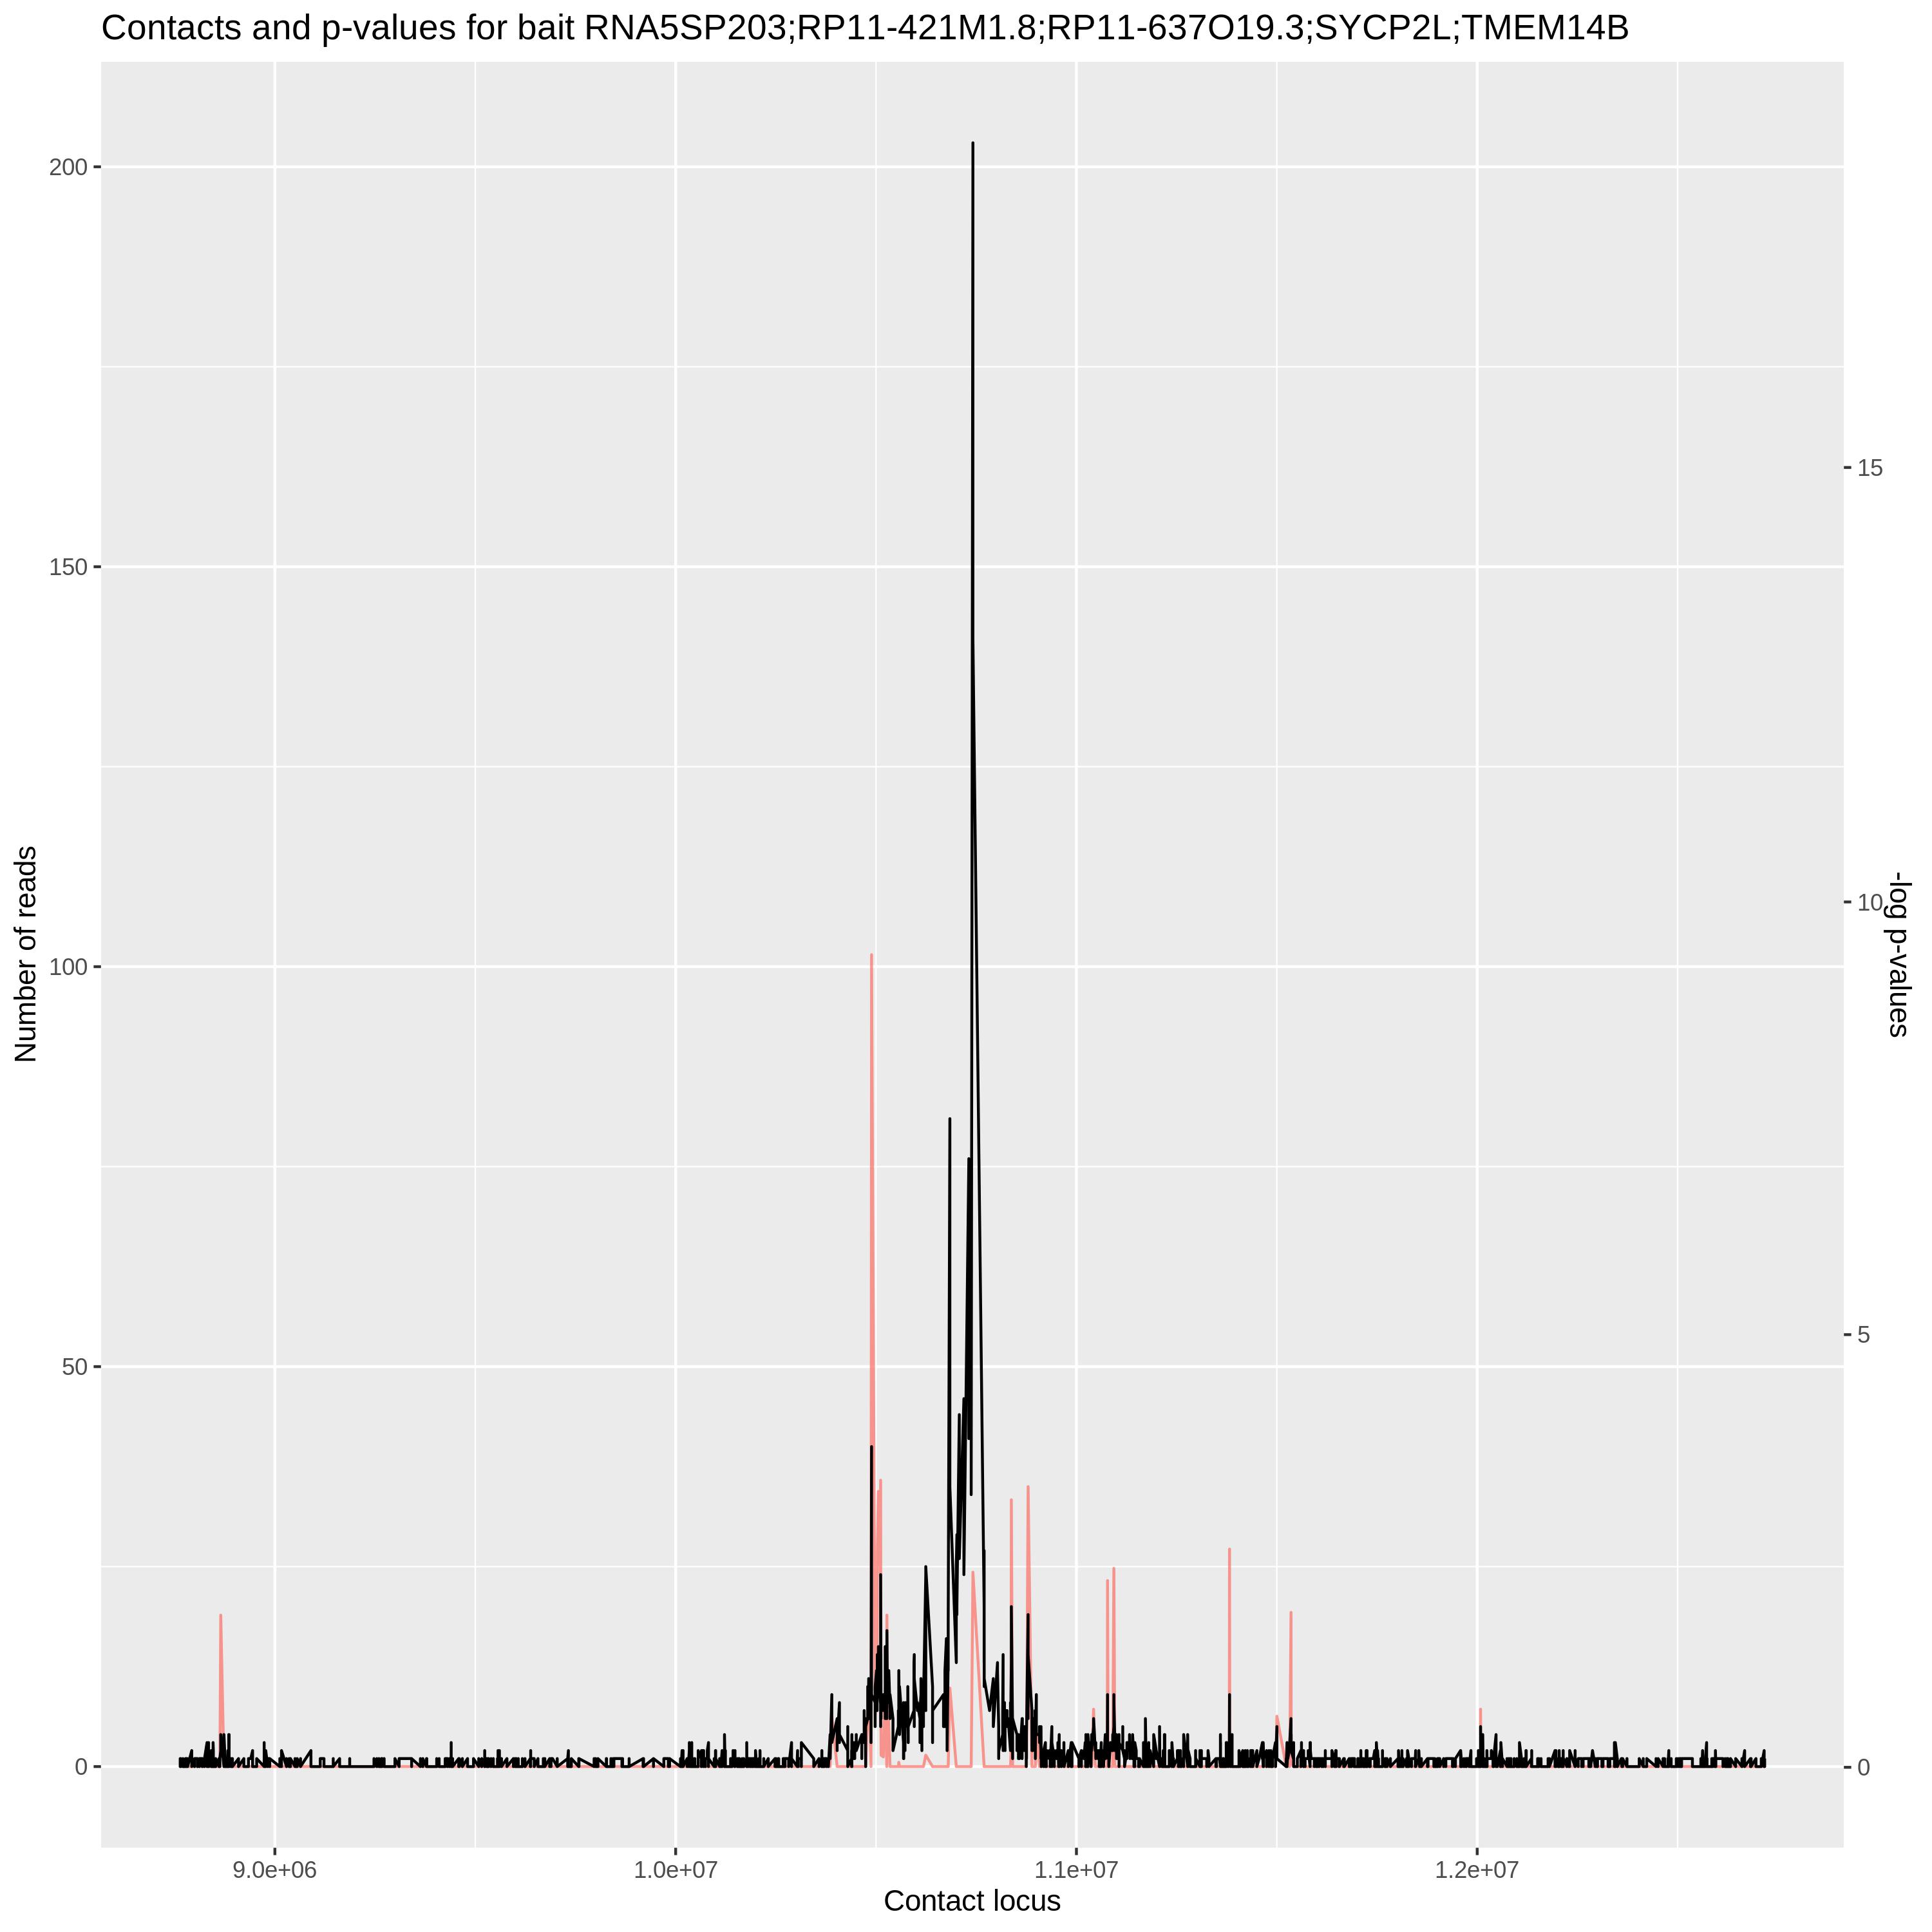 Contacts and p-values for bait RNA5SP203;RP11-421M1.8;RP11-637O19.3;SYCP2L;TMEM14B
200
150
100
50
0
Number of reads
15
10
5
0
-log p-values
9.0e+06
1.0e+07
1.1e+07
1.2e+07
Contact locus